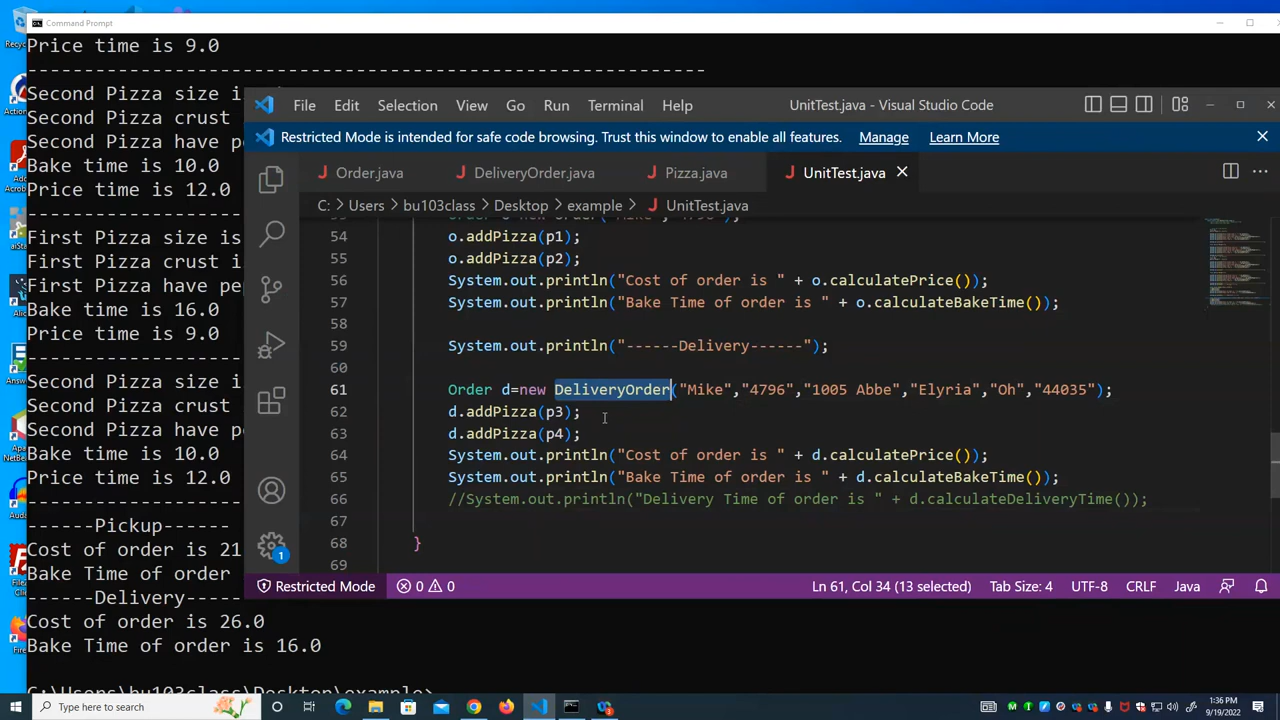 Command Prompt
Price time is 9.0
-----------------------------------------------------------------
Second Pizza size i
Second Pizza crust
Second Pizza have pe
Bake time is 10.0
Price time is 12.0
First Pizza size is
First Pizza crust i
First Pizza have pe
Bake time is 16.0
Price time is 9.0
Second Pizza size i
Second Pizza crust
Second Pizza have pe
Bake time is 10.0
Price time is 12.0
------Pickup------
Cost of order is 21
Bake Time of order
------Delivery-----
Cost of order is 26.0
Bake Time of order is 16.0
C:\Users\bu103class\Desktop\example>
File Edit Selection View Go Run Terminal Help UnitTest.java - Visual Studio Code
Restricted Mode is intended for safe code browsing. Trust this window to enable all features. Manage Learn More
Order.java DeliveryOrder.java Pizza.java UnitTest.java
C: > Users > bu103class > Desktop > example > UnitTest.java
54 o.addPizza(p1);
55 o.addPizza(p2);
56 System.out.println("Cost of order is " + o.calculatePrice());
57 System.out.println("Bake Time of order is " + o.calculateBakeTime());
58
59 System.out.println("------Delivery------");
60
61 Order d=new DeliveryOrder("Mike","4796","1005 Abbe","Elyria","Oh","44035");
62 d.addPizza(p3);
63 d.addPizza(p4);
64 System.out.println("Cost of order is " + d.calculatePrice());
65 System.out.println("Bake Time of order is " + d.calculateBakeTime());
66 //System.out.println("Delivery Time of order is " + d.calculateDeliveryTime());
67
68 }
69
1
Restricted Mode 0 0 Ln 61, Col 34 (13 selected) Tab Size: 4 UTF-8 CRLF Java
Type here to search
1:36 PM
9/19/2022